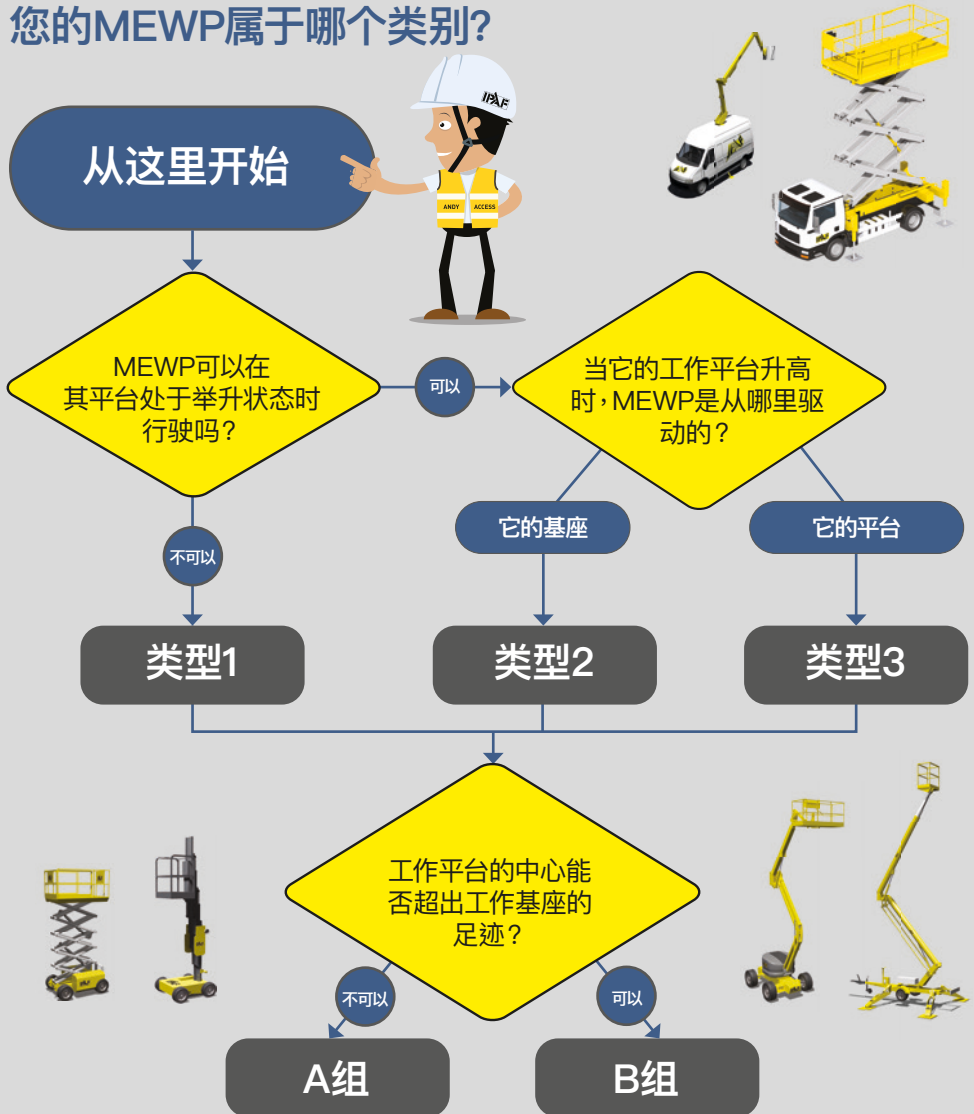 您的MEWP属于哪个类别?
IPAF
从这里开始
ANDY ACCESS
MEWP可以在
其平台处于举升状态时
行驶吗?
可以
当它的工作平台升高
时,MEWP是从哪里驱
动的?
不可以
它的基座
它的平台
类型1
类型2
类型3
工作平台的中心能
否超出工作基座的
足迹?
不可以
可以
A组
B组